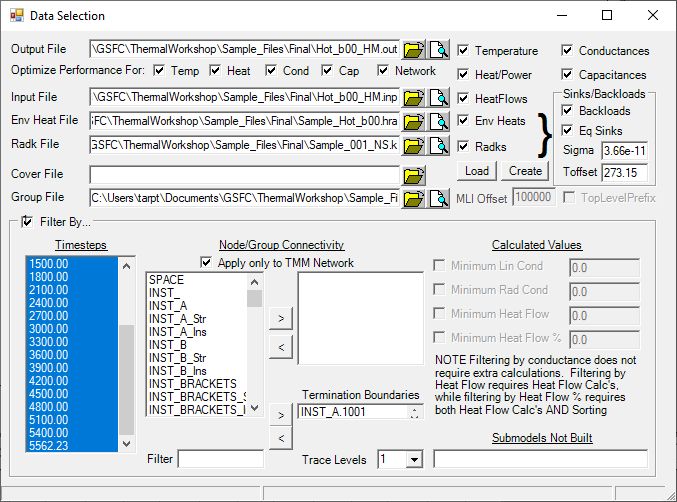 Data Selection
Output File \GSFC\ThermalWorkshop\Sample_Files\Final\Hot_b00_HM.out
Temperature Conductances
Optimize Performance For: Temp Heat Cond Cap Network
Heat/Power Capacitances
Input File \GSFC\ThermalWorkshop\Sample_Files\Final\Hot_b00_HM.inp
HeatFlows
Sinks/Backloads
Backloads
Env Heat File GFC\ThermalWorkshop\Sample_Files\Final\Sample_Hot_b00.hra
Env Heats
Eq Sinks
Radk File GSFC\ThermalWorkshop\Sample_Files\Final\Sample_001_NS.k
Radks
}
Sigma 3.66e-11
Cover File
Load Create
Toffset 273.15
Group File C:\Users\tarpt\Documents\GSFC\ThermalWorkshop\Sample_Fi
MLI Offset 100000 TopLevelPrefix
Filter By...
Timesteps
1500.00
1800.00
2100.00
2400.00
2700.00
3000.00
3300.00
3600.00
3900.00
4200.00
4500.00
4800.00
5100.00
5400.00
5562.23
Node/Group Connectivity
Apply only to TMM Network
SPACE
INST_
INST_A
INST_A_Str
INST_A_Ins
INST_B
INST_B_Str
INST_B_Ins
INST_BRACKETS
INST_BRACKETS_S
INST_BRACKETS_I
>
<
Termination Boundaries
>
INST_A.1001
<
Filter
Trace Levels 1
Calculated Values
Minimum Lin Cond 0.0
Minimum Rad Cond 0.0
Minimum Heat Flow 0.0
Minimum Heat Flow % 0.0
NOTE Filtering by conductance does not
require extra calculations. Filtering by
Heat Flow requires Heat Flow Calc's,
while filtering by Heat Flow % requires
both Heat Flow Calc's AND Sorting
Submodels Not Built